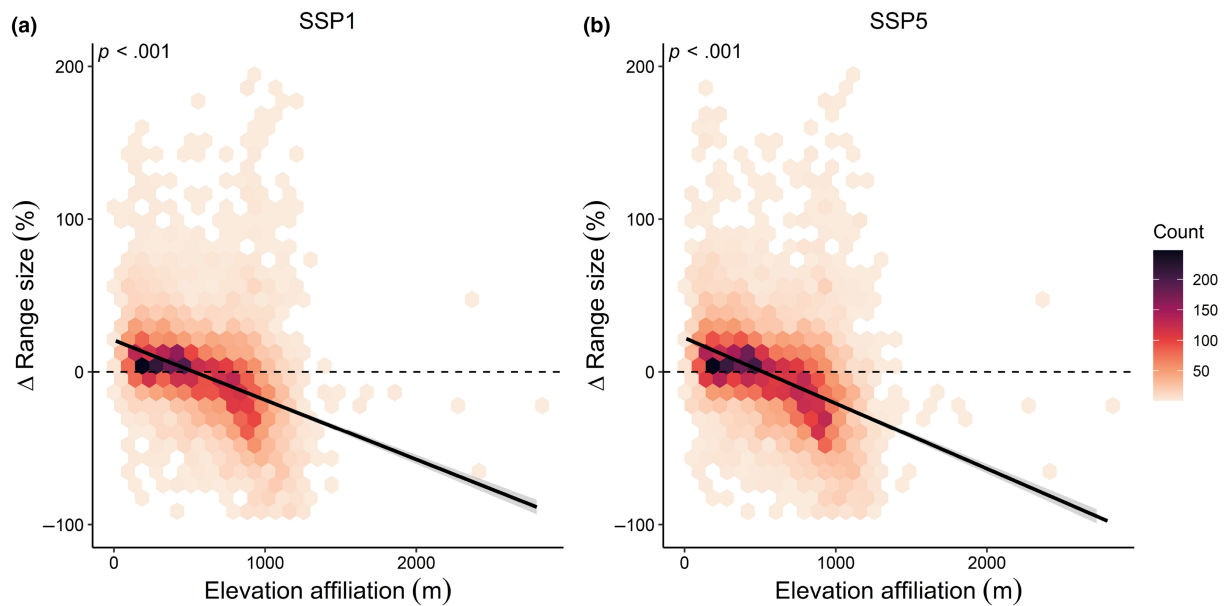 (a)
SSP1
p < .001
200
100
0
–100
Δ Range size (%)
0
1000
2000
Elevation affiliation (m)
(b)
SSP5
p < .001
200
100
0
–100
Δ Range size (%)
0
1000
2000
Elevation affiliation (m)
Count
200
150
100
50